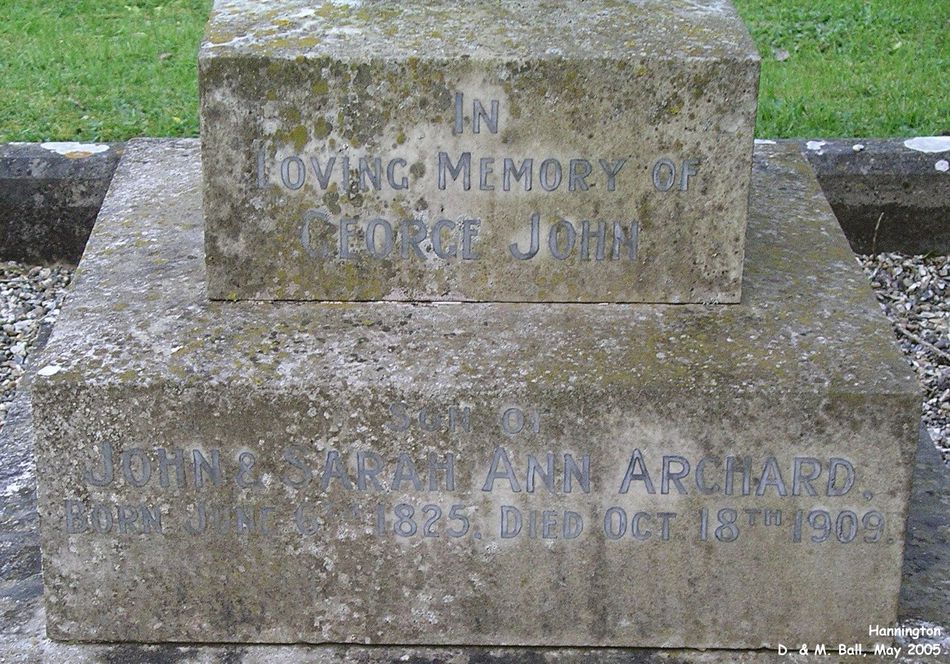 In
Loving Memory of
George John
Son of
John & Sarah Ann Archard.
Born June 6th 1825. Died Oct 18th 1909.
Hannington
D. & M. Ball, May 2005